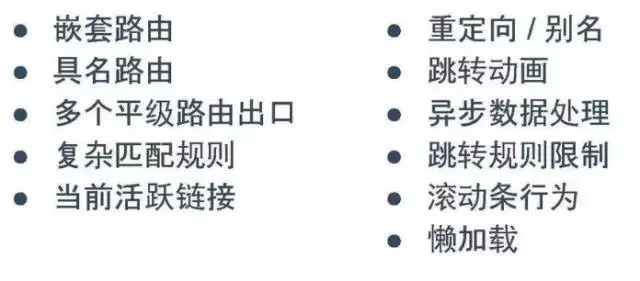 嵌套路由
具名路由
多个平级路由出口
复杂匹配规则
当前活跃链接
重定向 / 别名
跳转动画
异步数据处理
跳转规则限制
滚动条行为
懒加载